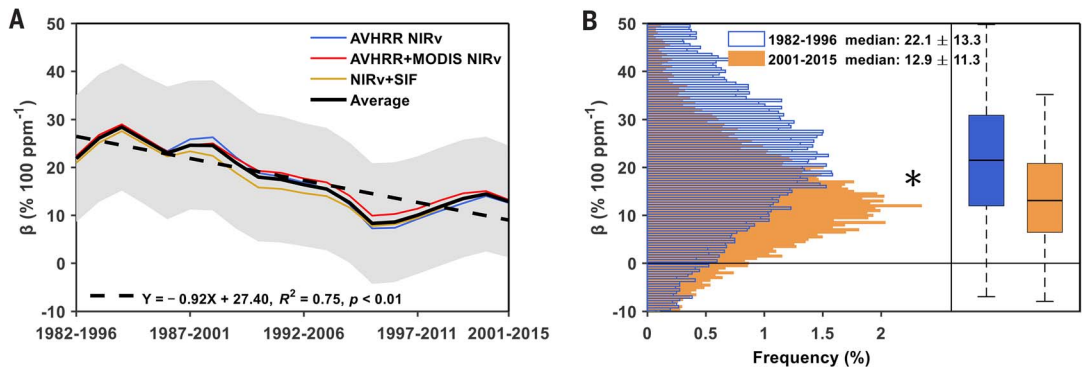 A
β (% 100 ppm-1)
50
40
30
20
10
0
-10
AVHRR NIRv
AVHRR+MODIS NIRv
NIRv+SIF
Average
Y = − 0.92X + 27.40, R2 = 0.75, p < 0.01
1982-1996
1987-2001
1992-2006
1997-2011
2001-2015
B
β (% 100 ppm-1)
50
40
30
20
10
0
-10
1982-1996 median: 22.1 ± 13.3
2001-2015 median: 12.9 ± 11.3
*
0
0.5
1
1.5
2
Frequency (%)